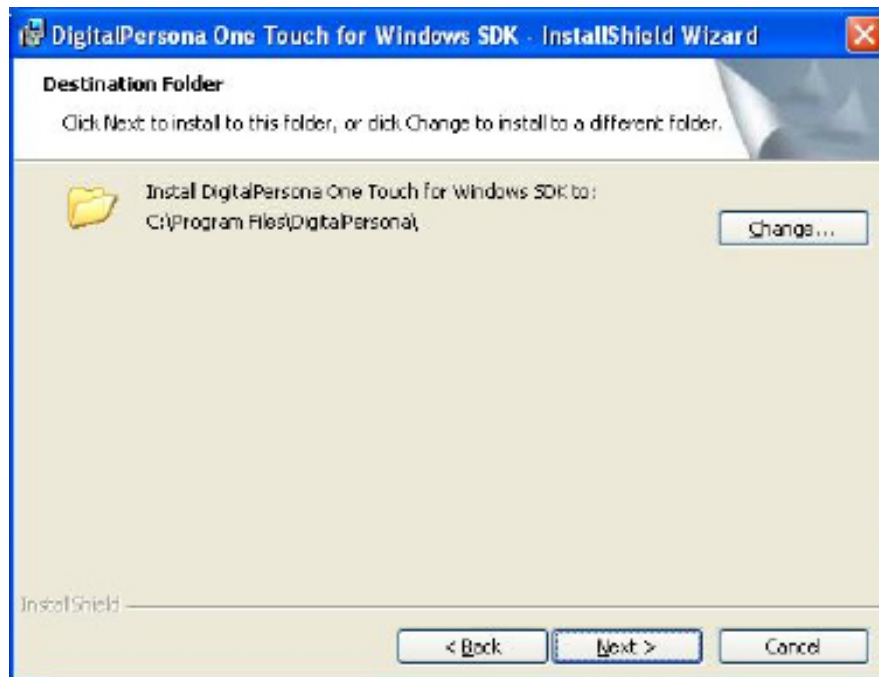 DigitalPersona One Touch for Windows SDK - InstallShield Wizard
Destination Folder
Click Next to install to this folder, or click Change to install to a different folder.
Install DigitalPersona One Touch for Windows SDK to:
C:\Program Files\DigitalPersona\
Change...
InstallShield
< Back
Next >
Cancel